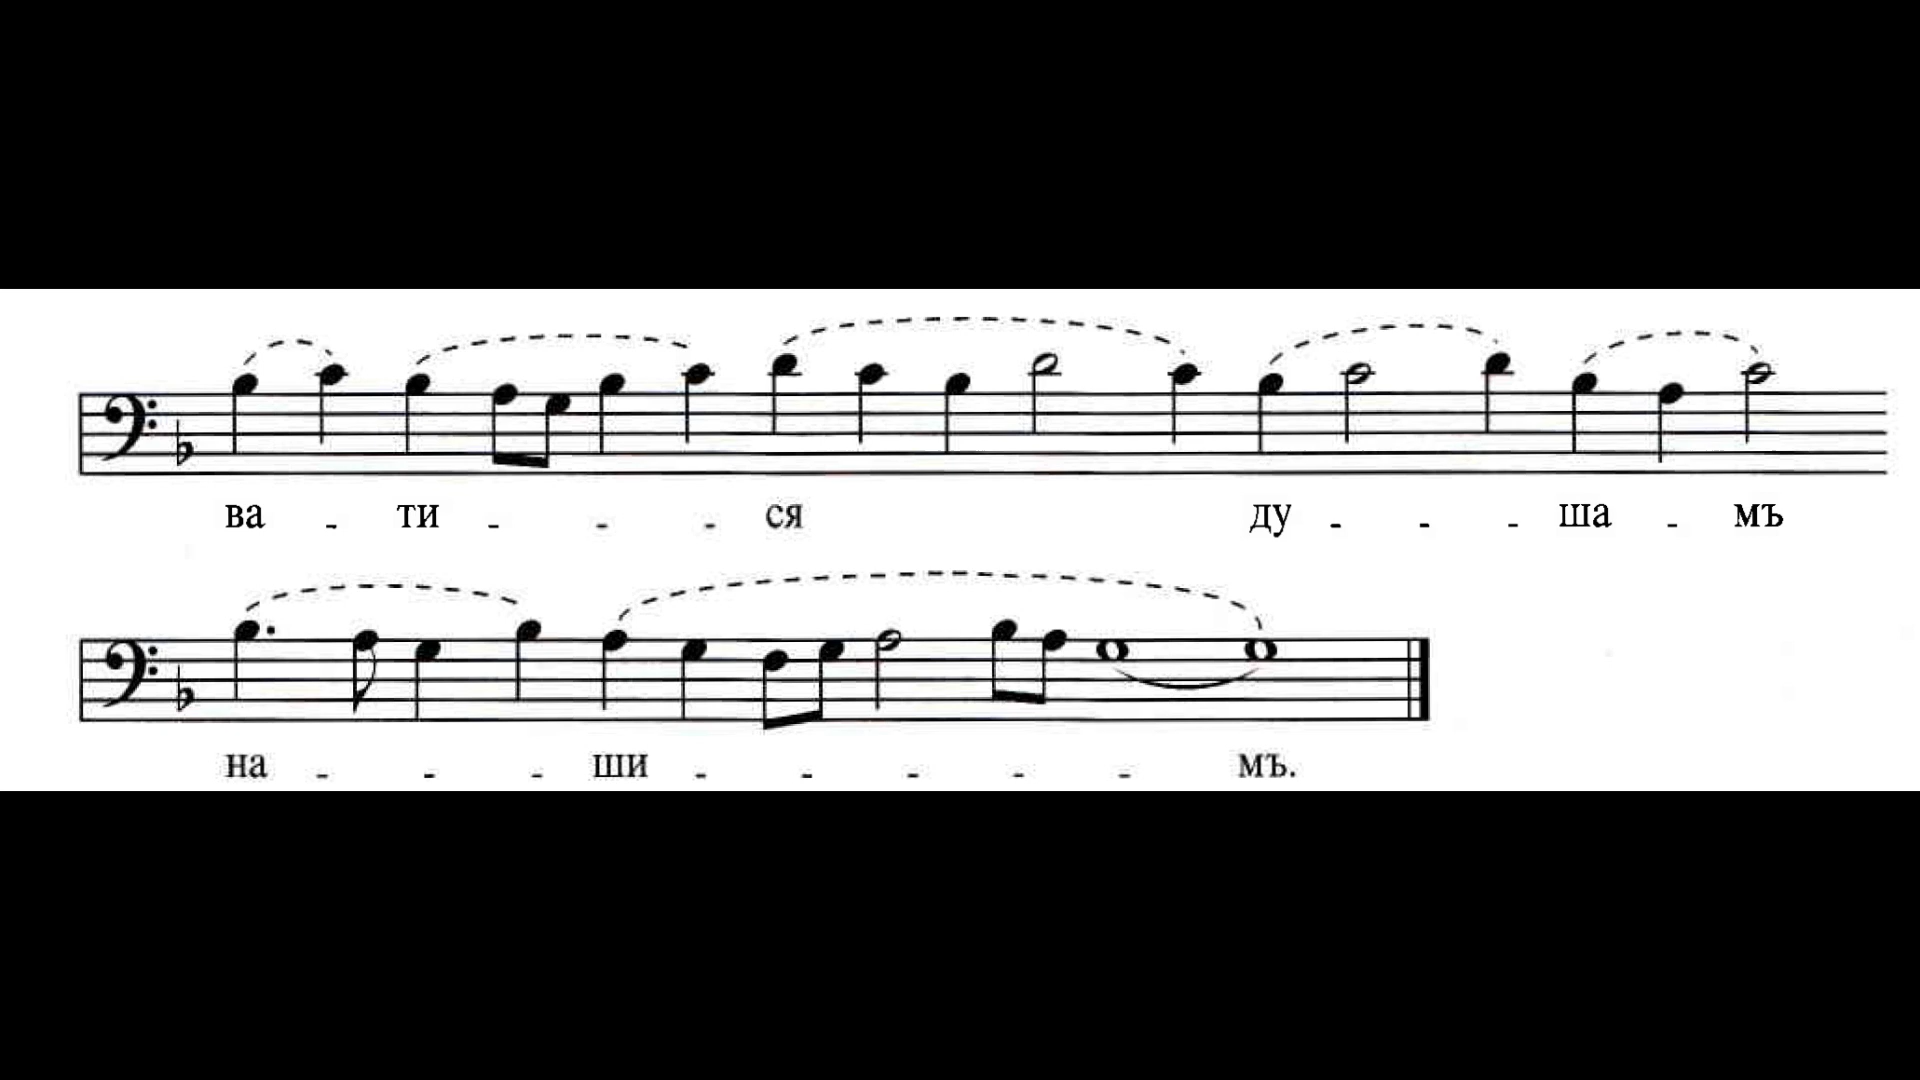 ва - ти - - - ся ду - - - ша - мъ
на - - - ши - - - - - мъ.